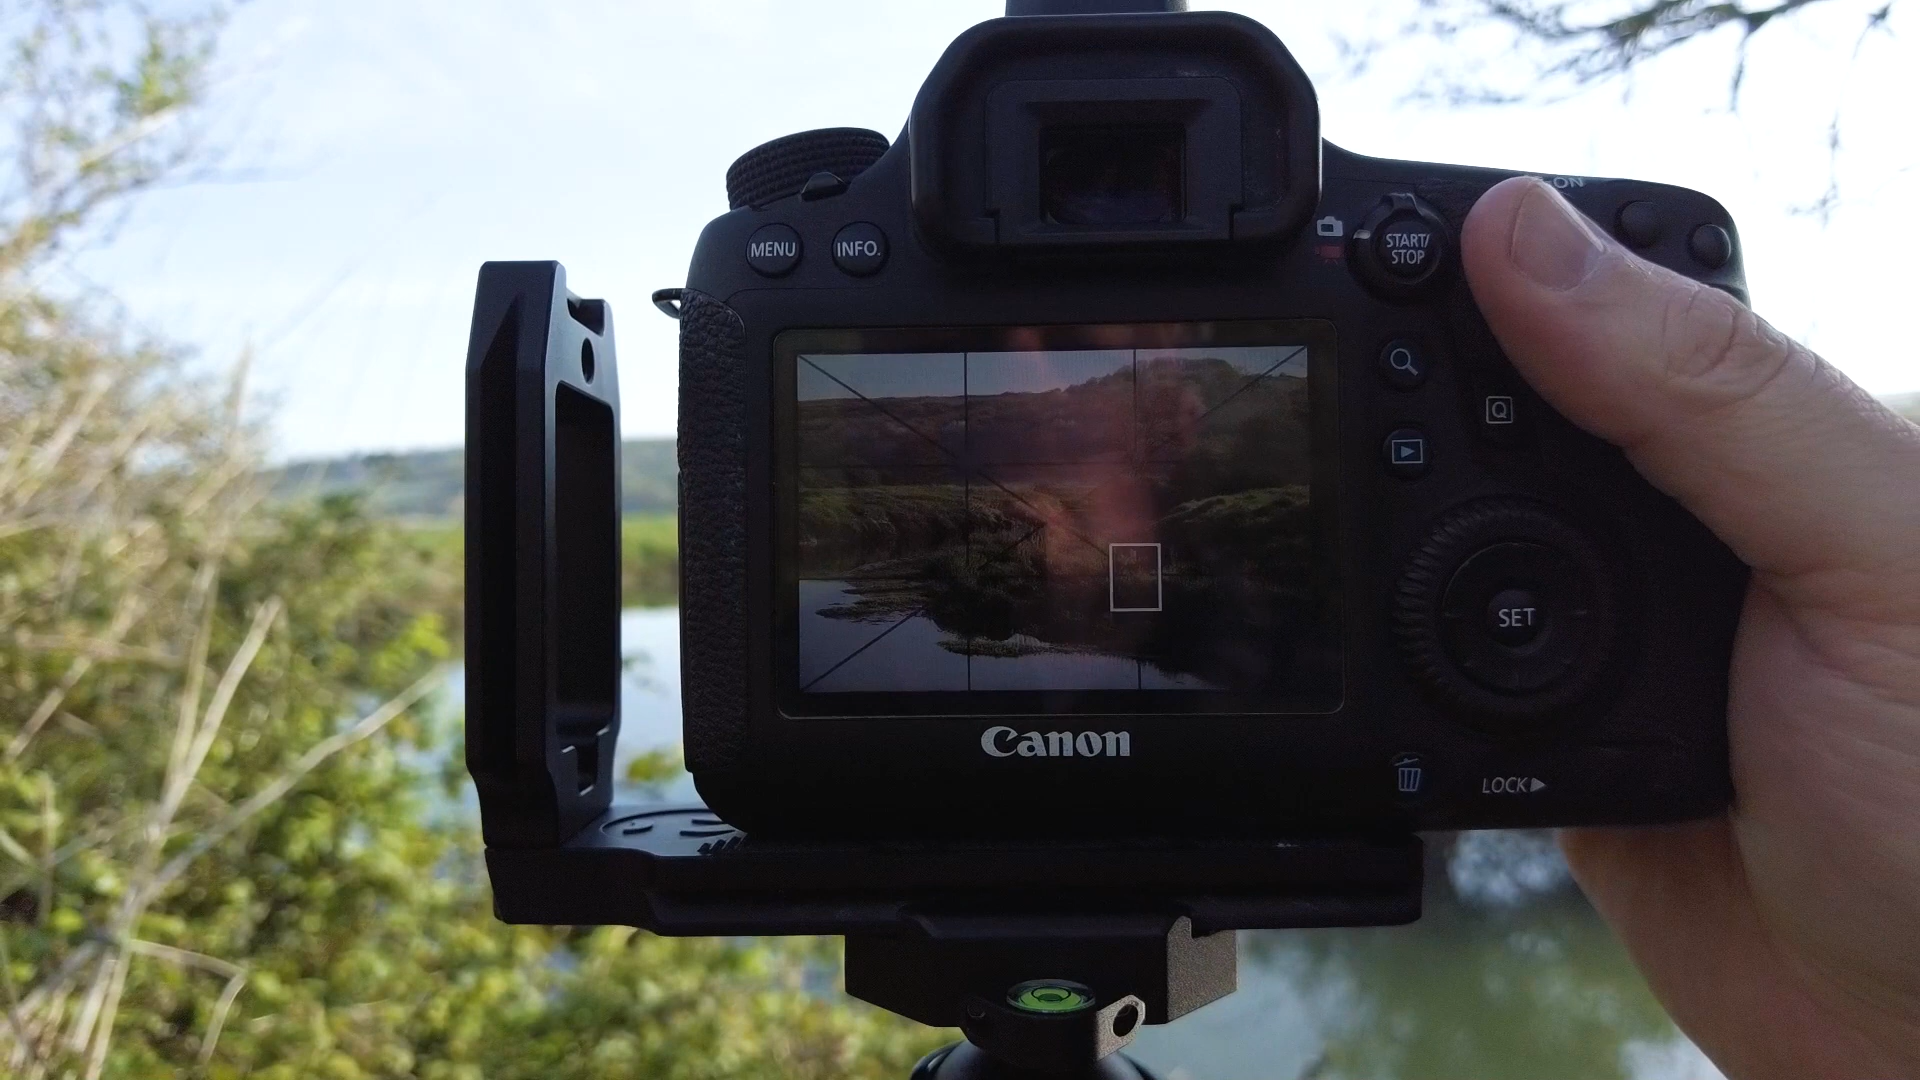 MENU
INFO.
START/
STOP
Q
SET
Canon
LOCK